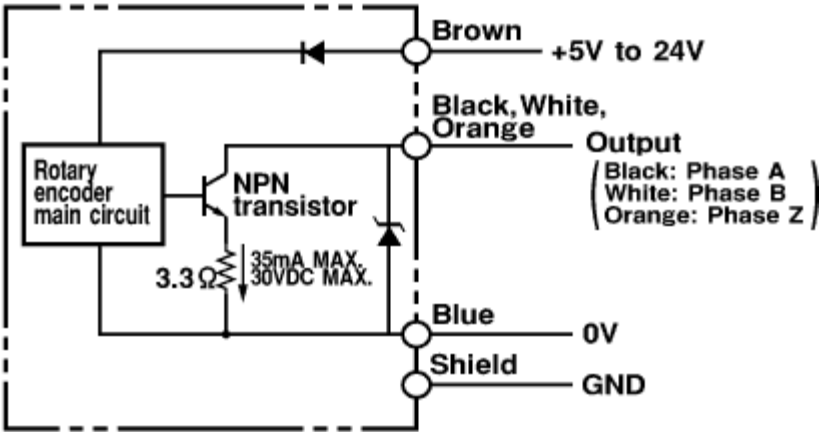 Brown
+5V to 24V
Black, White,
Orange
Output
Black: Phase A
White: Phase B
Orange: Phase Z
Rotary
encoder
main circuit
NPN
transistor
3.3Ω
35mA MAX.
30VDC MAX.
Blue
0V
Shield
GND